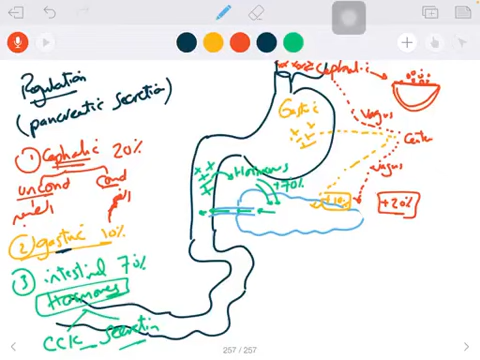 Regulation
(pancreatic secretion)
① Cephalic 20%
uncond cond
② gastric 10%
③ intestinal 70%
Hormones
CCK Secretin
Cephalic
Gastric
Vagus
Center
Vagus
Hormones
+70%
+10%
+20%
257 / 257